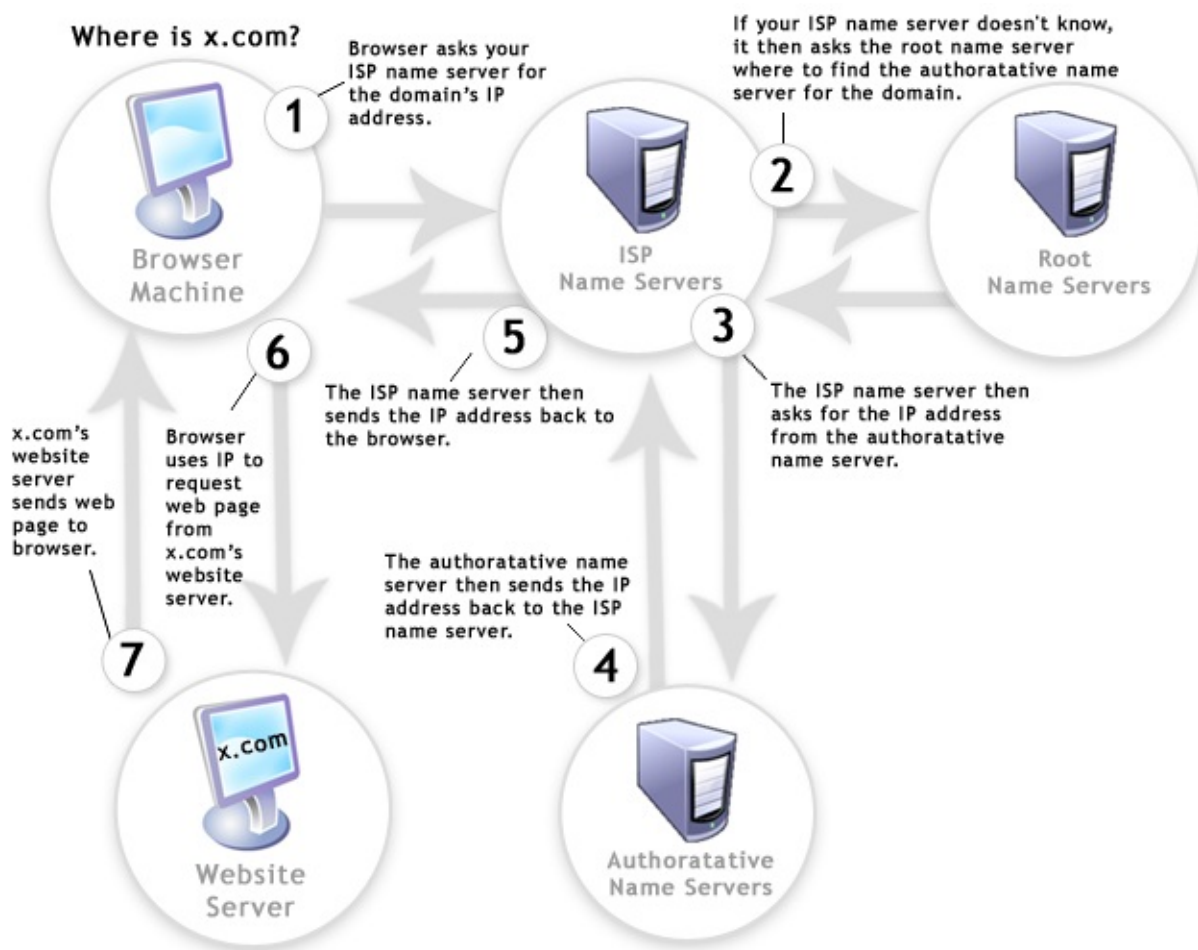 Where is x.com?
1
Browser asks your
ISP name server for
the domain's IP
address.
If your ISP name server doesn't know,
it then asks the root name server
where to find the authoratative name
server for the domain.
2
Browser
Machine
ISP
Name Servers
Root
Name Servers
3
The ISP name server then
asks for the IP address
from the authoratative
name server.
5
The ISP name server then
sends the IP address back to
the browser.
6
Browser
uses IP to
request
web page
from
x.com's
website
server.
x.com's
website
server
sends web
page to
browser.
7
The authoratative name
server then sends the IP
address back to the ISP
name server.
4
x.com
Website
Server
Authoratative
Name Servers